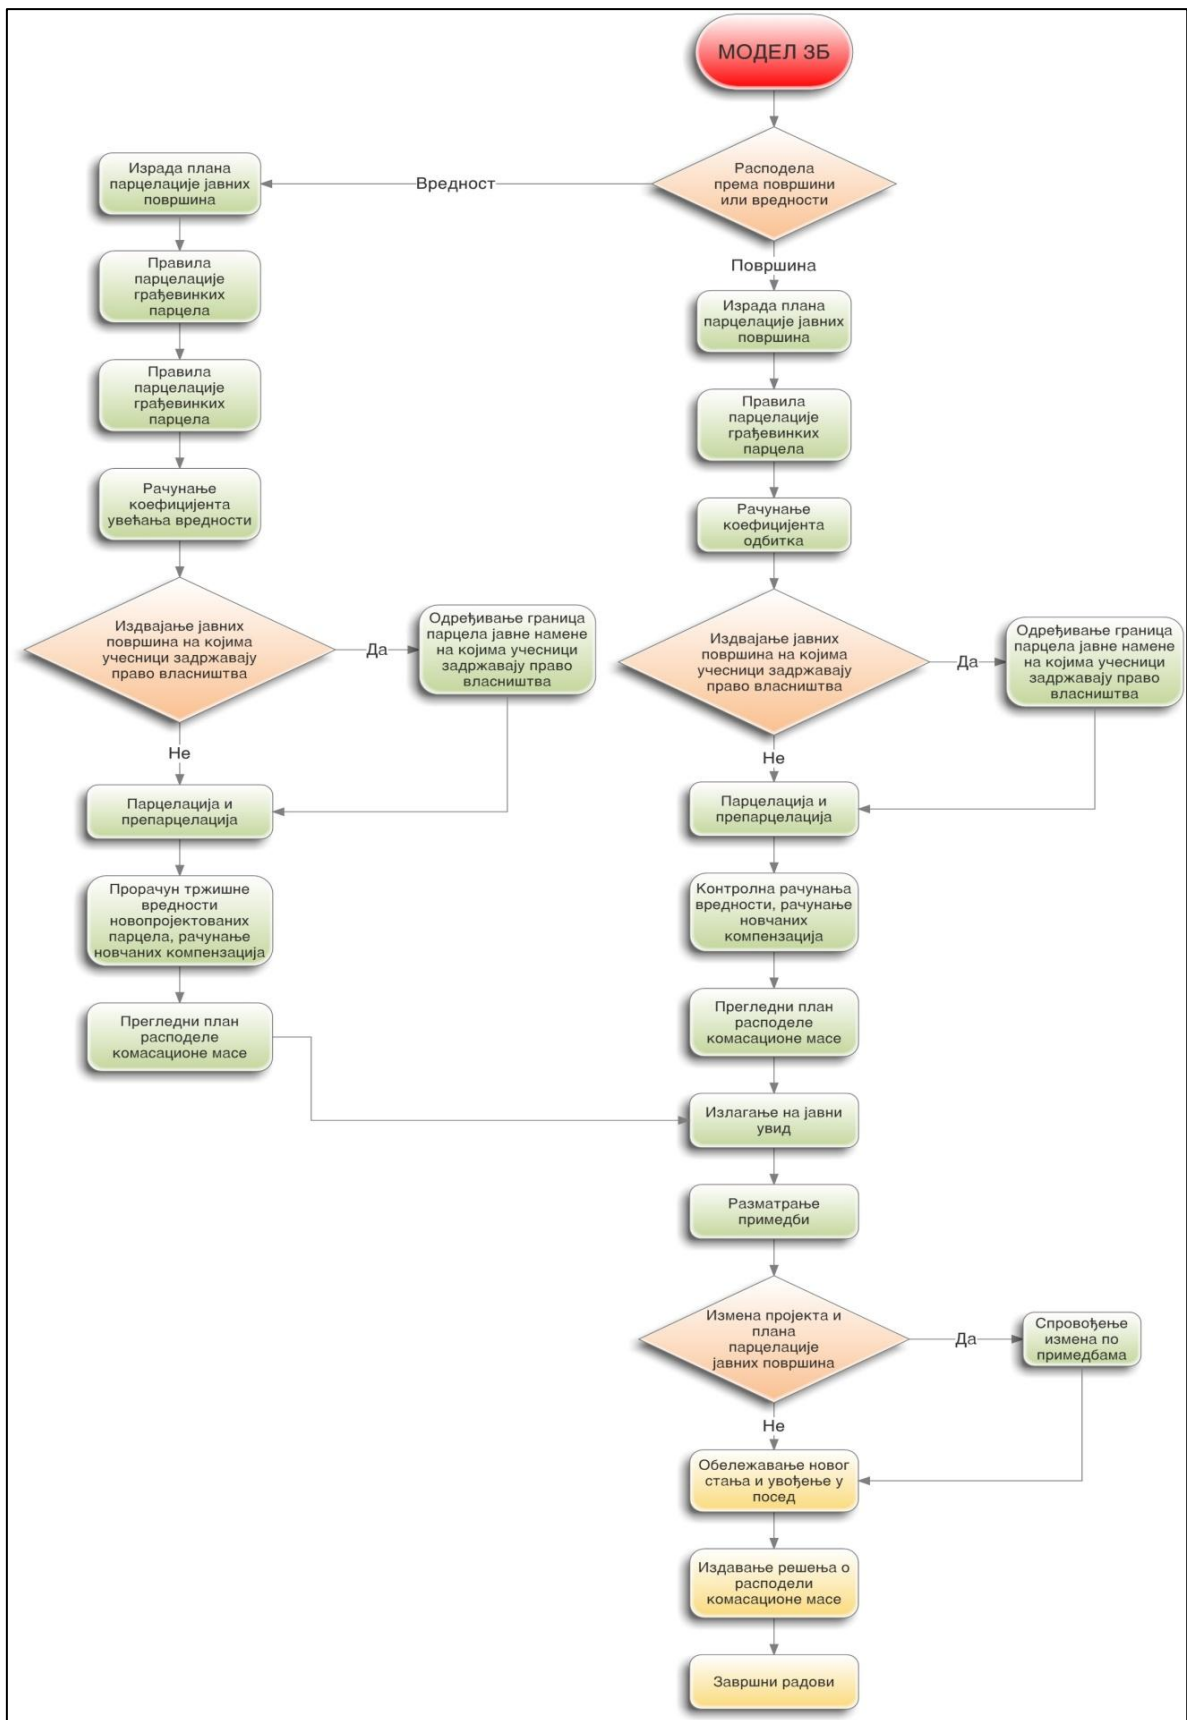 МОДЕЛ 3Б
Расподела
према површини
или вредности
Вредност
Израда плана
парцелације јавних
површина
Правила
парцелације
грађевинких
парцела
Правила
парцелације
грађевинких
парцела
Рачунање
коефицијента
увећања вредности
Издвајање јавних
површина на којима
учесници задржавају
право власништва
Да
Одређивање граница
парцела јавне намене
на којима учесници
задржавају право
власништва
Не
Парцелација и
препарцелација
Прорачун тржишне
вредности
новопројектованих
парцела, рачунање
новчаних компензација
Прегледни план
расподеле
комасационе масе
Површина
Израда плана
парцелације јавних
површина
Правила
парцелације
грађевинких
парцела
Рачунање
коефицијента
одбитка
Издвајање јавних
површина на којима
учесници задржавају
право власништва
Да
Одређивање граница
парцела јавне намене
на којима учесници
задржавају право
власништва
Не
Парцелација и
препарцелација
Контролна рачунања
вредности, рачунање
новчаних
компензација
Прегледни план
расподеле
комасационе масе
Излагање на јавни
увид
Разматрање
примедби
Измена пројекта и
плана
парцелације
јавних површина
Да
Спровођење
измена по
примедбама
Не
Обележавање новог
стања и увођење у
посед
Издавање решења о
расподели
комасационе масе
Завршни радови